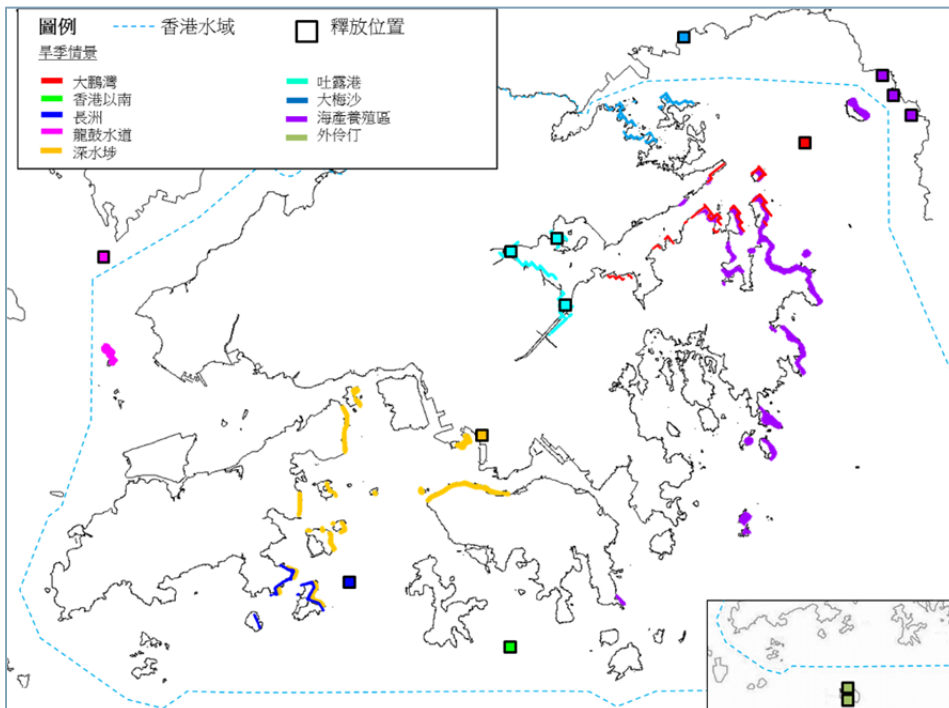 圖例 香港水域 釋放位置
旱季情景
大鵬灣 吐露港
香港以南 大梅沙
長洲 海產養殖區
龍鼓水道 外伶仃
深水埗